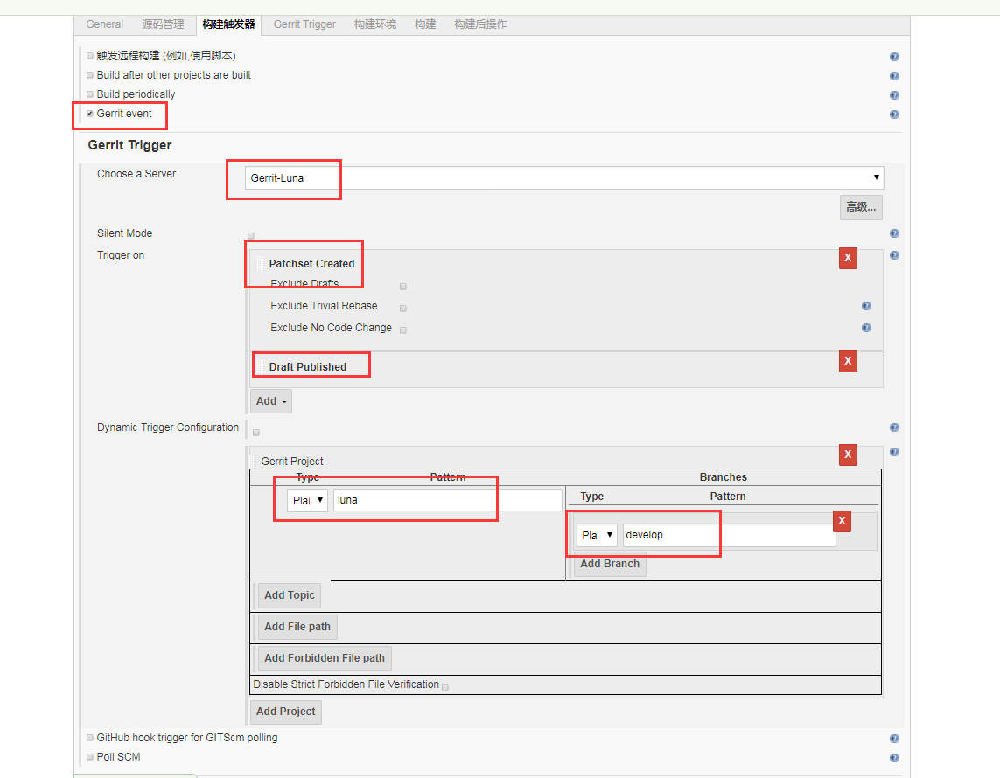 General 源码管理 构建触发器 Gerrit Trigger 构建环境 构建 构建后操作
触发远程构建 (例如,使用脚本)
Build after other projects are built
Build periodically
Gerrit event
Gerrit Trigger
Choose a Server Gerrit-Luna
高级...
Silent Mode
Trigger on
Patchset Created X
Exclude Drafts
Exclude Trivial Rebase
Exclude No Code Change
Draft Published X
Add
Dynamic Trigger Configuration
Gerrit Project X
Type Pattern Branches
Plai luna
Type Pattern
X
Plai develop
Add Branch
Add Topic
Add File path
Add Forbidden File path
Disable Strict Forbidden File Verification
Add Project
GitHub hook trigger for GITScm polling
Poll SCM